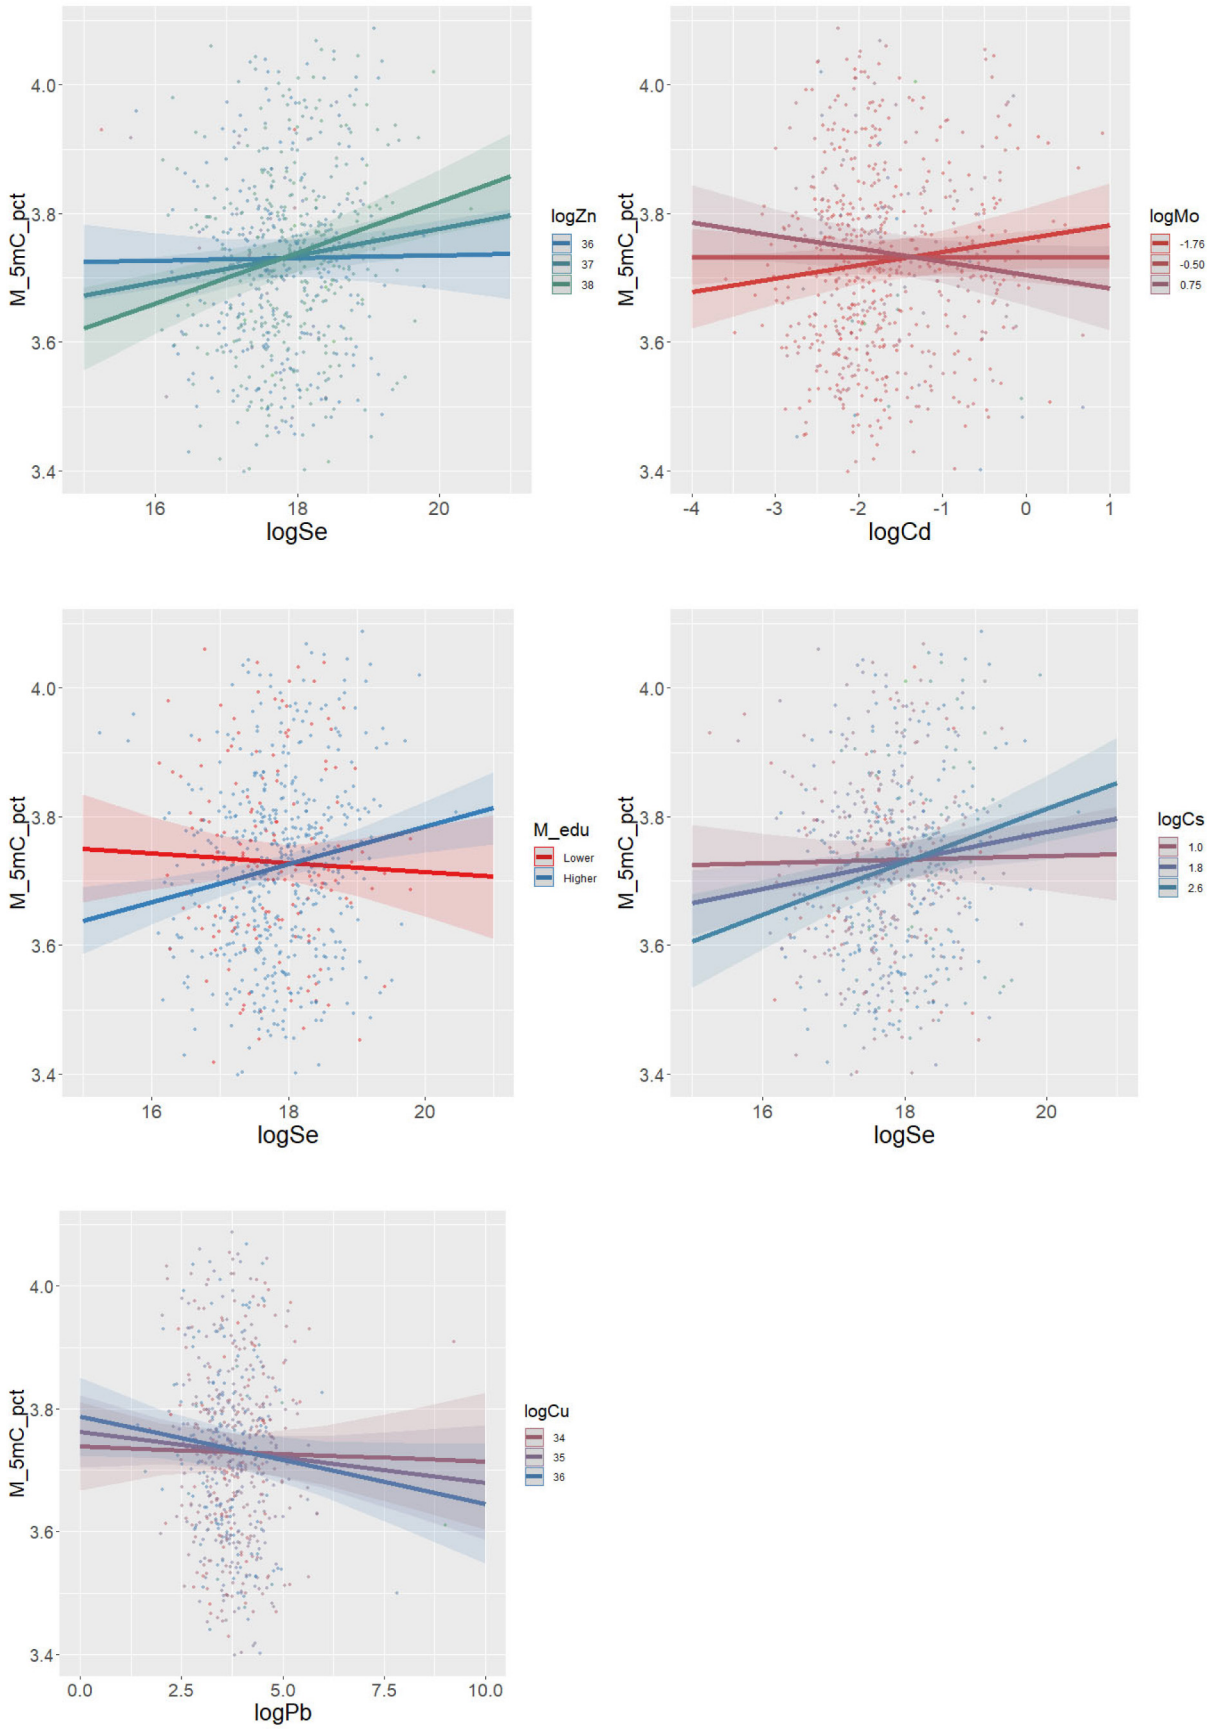 M_5mC_pct
4.0
3.8
3.6
3.4
16 18 20
logSe
logZn
36
37
38
M_5mC_pct
4.0
3.8
3.6
3.4
-4 -3 -2 -1 0 1
logCd
logMo
-1.76
-0.50
0.75
M_5mC_pct
4.0
3.8
3.6
3.4
16 18 20
logSe
M_edu
Lower
Higher
M_5mC_pct
4.0
3.8
3.6
3.4
16 18 20
logSe
logCs
1.0
1.8
2.6
M_5mC_pct
4.0
3.8
3.6
3.4
0.0 2.5 5.0 7.5 10.0
logPb
logCu
34
35
36